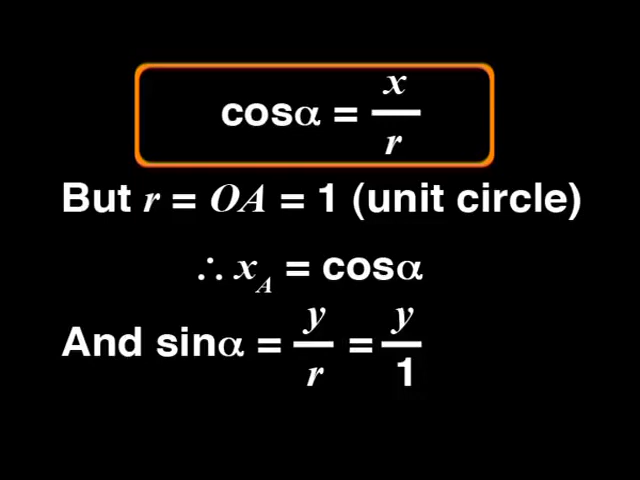 cosα = x/r
But r = OA = 1 (unit circle)
∴ x_A = cosα
And sinα = y/r = y/1